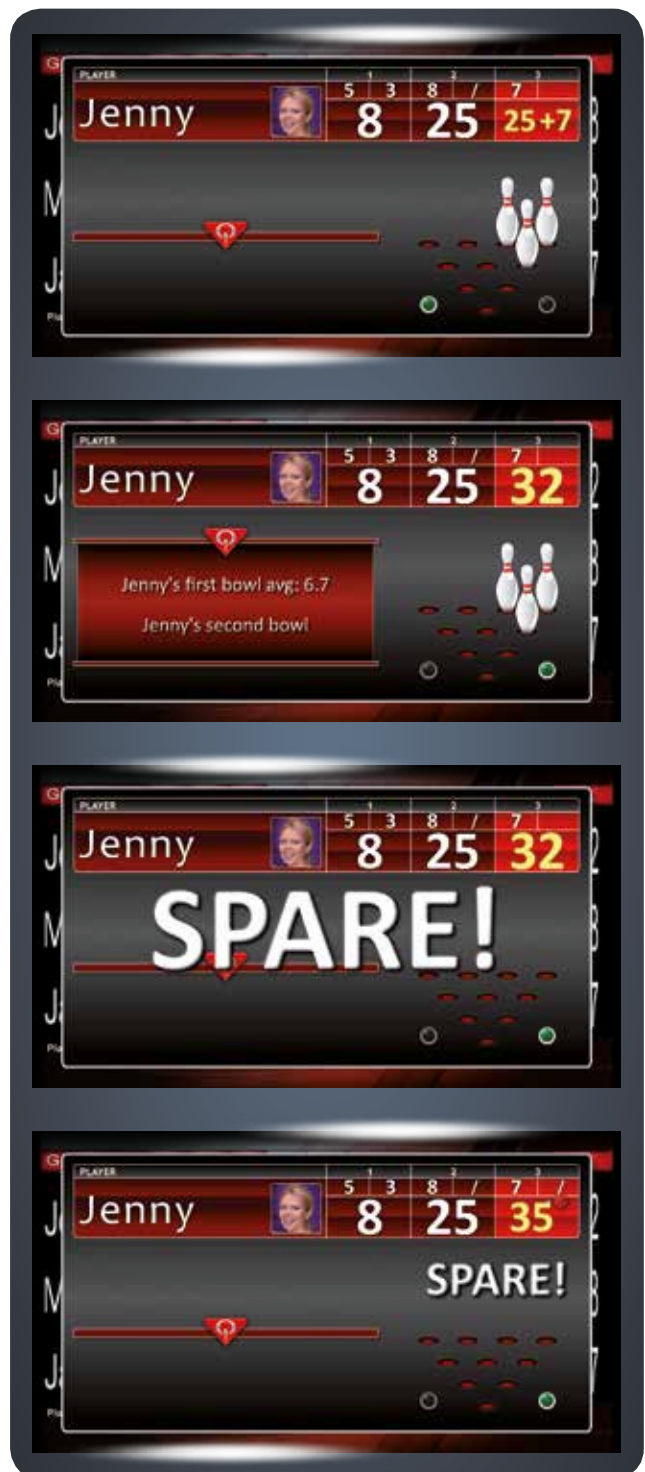 G
PLAYER
1 2 3
5 3 8 / 7
Jenny 8 25 25+7
PLAYER
1 2 3
5 3 8 / 7
Jenny 8 25 32
Jenny's first bowl avg: 6.7
Jenny's second bowl
PLAYER
1 2 3
5 3 8 / 7
Jenny 8 25 32
SPARE!
PLAYER
1 2 3
5 3 8 / 7 /
Jenny 8 25 35
SPARE!